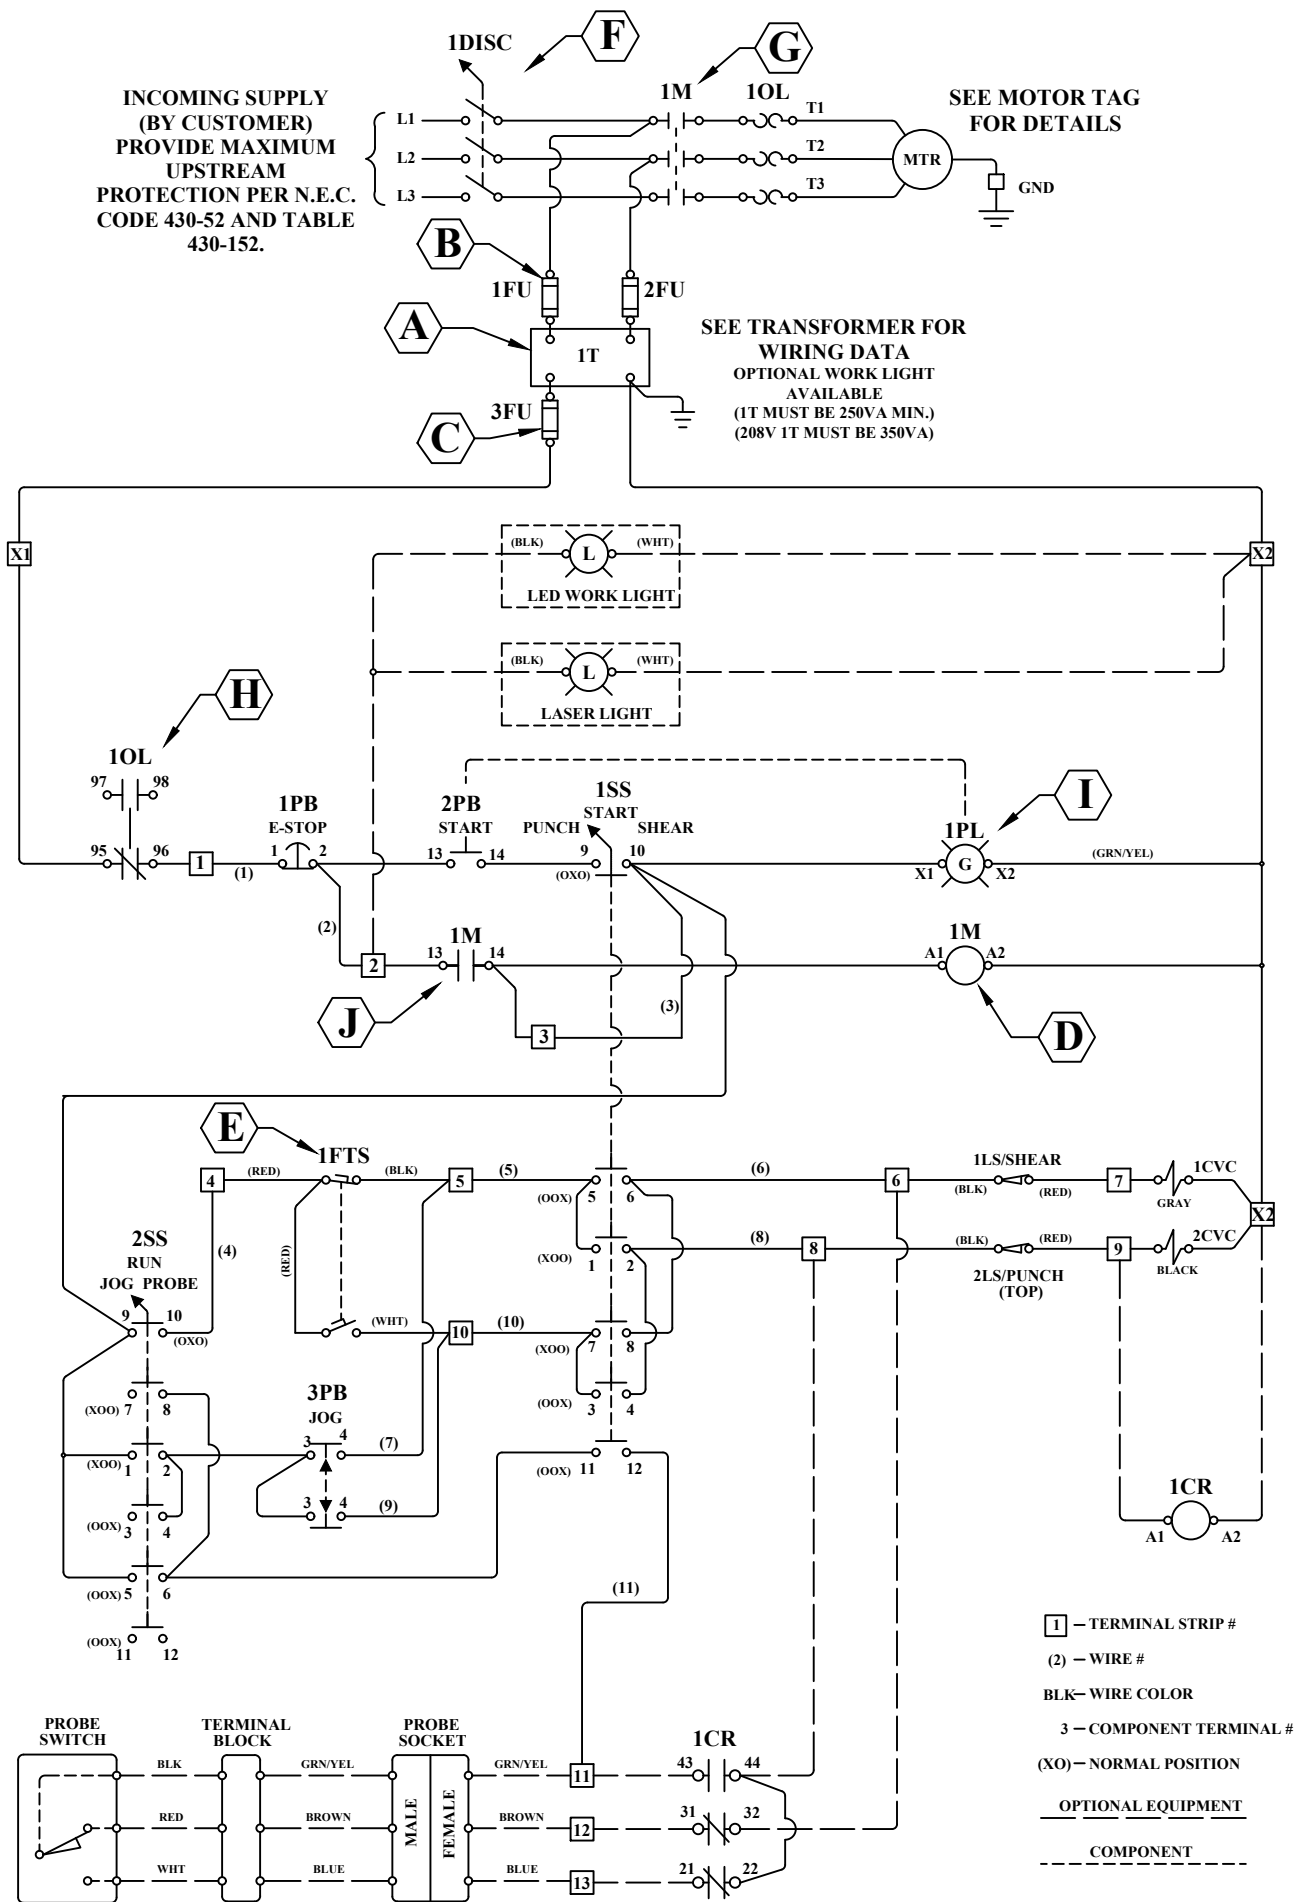 1DISC
F
G
INCOMING SUPPLY
(BY CUSTOMER)
PROVIDE MAXIMUM
UPSTREAM
PROTECTION PER N.E.C.
CODE 430-52 AND TABLE
430-152.
L1
L2
L3
1M
1OL
T1
T2
T3
MTR
SEE MOTOR TAG
FOR DETAILS
GND
B
1FU
2FU
A
1T
SEE TRANSFORMER FOR
WIRING DATA
OPTIONAL WORK LIGHT
AVAILABLE
(1T MUST BE 250VA MIN.)
(208V 1T MUST BE 350VA)
3FU
C
X1
X2
(BLK)
L
(WHT)
LED WORK LIGHT
(BLK)
L
(WHT)
LASER LIGHT
H
1OL
97
98
95
96
1
(1)
1PB
E-STOP
1
2
(2)
2PB
START
13
14
1SS
START
PUNCH
SHEAR
9
10
(OXO)
I
1PL
X1
G
X2
(GRN/YEL)
2
1M
13
14
J
3
(3)
1M
A1
A2
D
E
1FTS
4
(RED)
(BLK)
5
(5)
(4)
(RED)
(WHT)
10
(10)
(OOX)
5
6
(6)
6
1LS/SHEAR
(BLK)
(RED)
7
1CVC
GRAY
X2
(XOO)
1
2
(8)
8
(BLK)
(RED)
2LS/PUNCH
(TOP)
9
2CVC
BLACK
(XOO)
7
8
(OOX)
3
4
(OOX)
11
12
2SS
RUN
JOG PROBE
9
10
(OXO)
(XOO)
7
8
(XOO)
1
2
(OOX)
3
4
(OOX)
5
6
(OOX)
11
12
3PB
JOG
3
4
(7)
3
4
(9)
(11)
1CR
A1
A2
1 – TERMINAL STRIP #
(2) – WIRE #
BLK – WIRE COLOR
3 – COMPONENT TERMINAL #
(XO) – NORMAL POSITION
OPTIONAL EQUIPMENT
COMPONENT
PROBE
SWITCH
TERMINAL
BLOCK
PROBE
SOCKET
MALE
FEMALE
BLK
GRN/YEL
GRN/YEL
11
1CR
43
44
RED
BROWN
BROWN
12
31
32
WHT
BLUE
BLUE
13
21
22